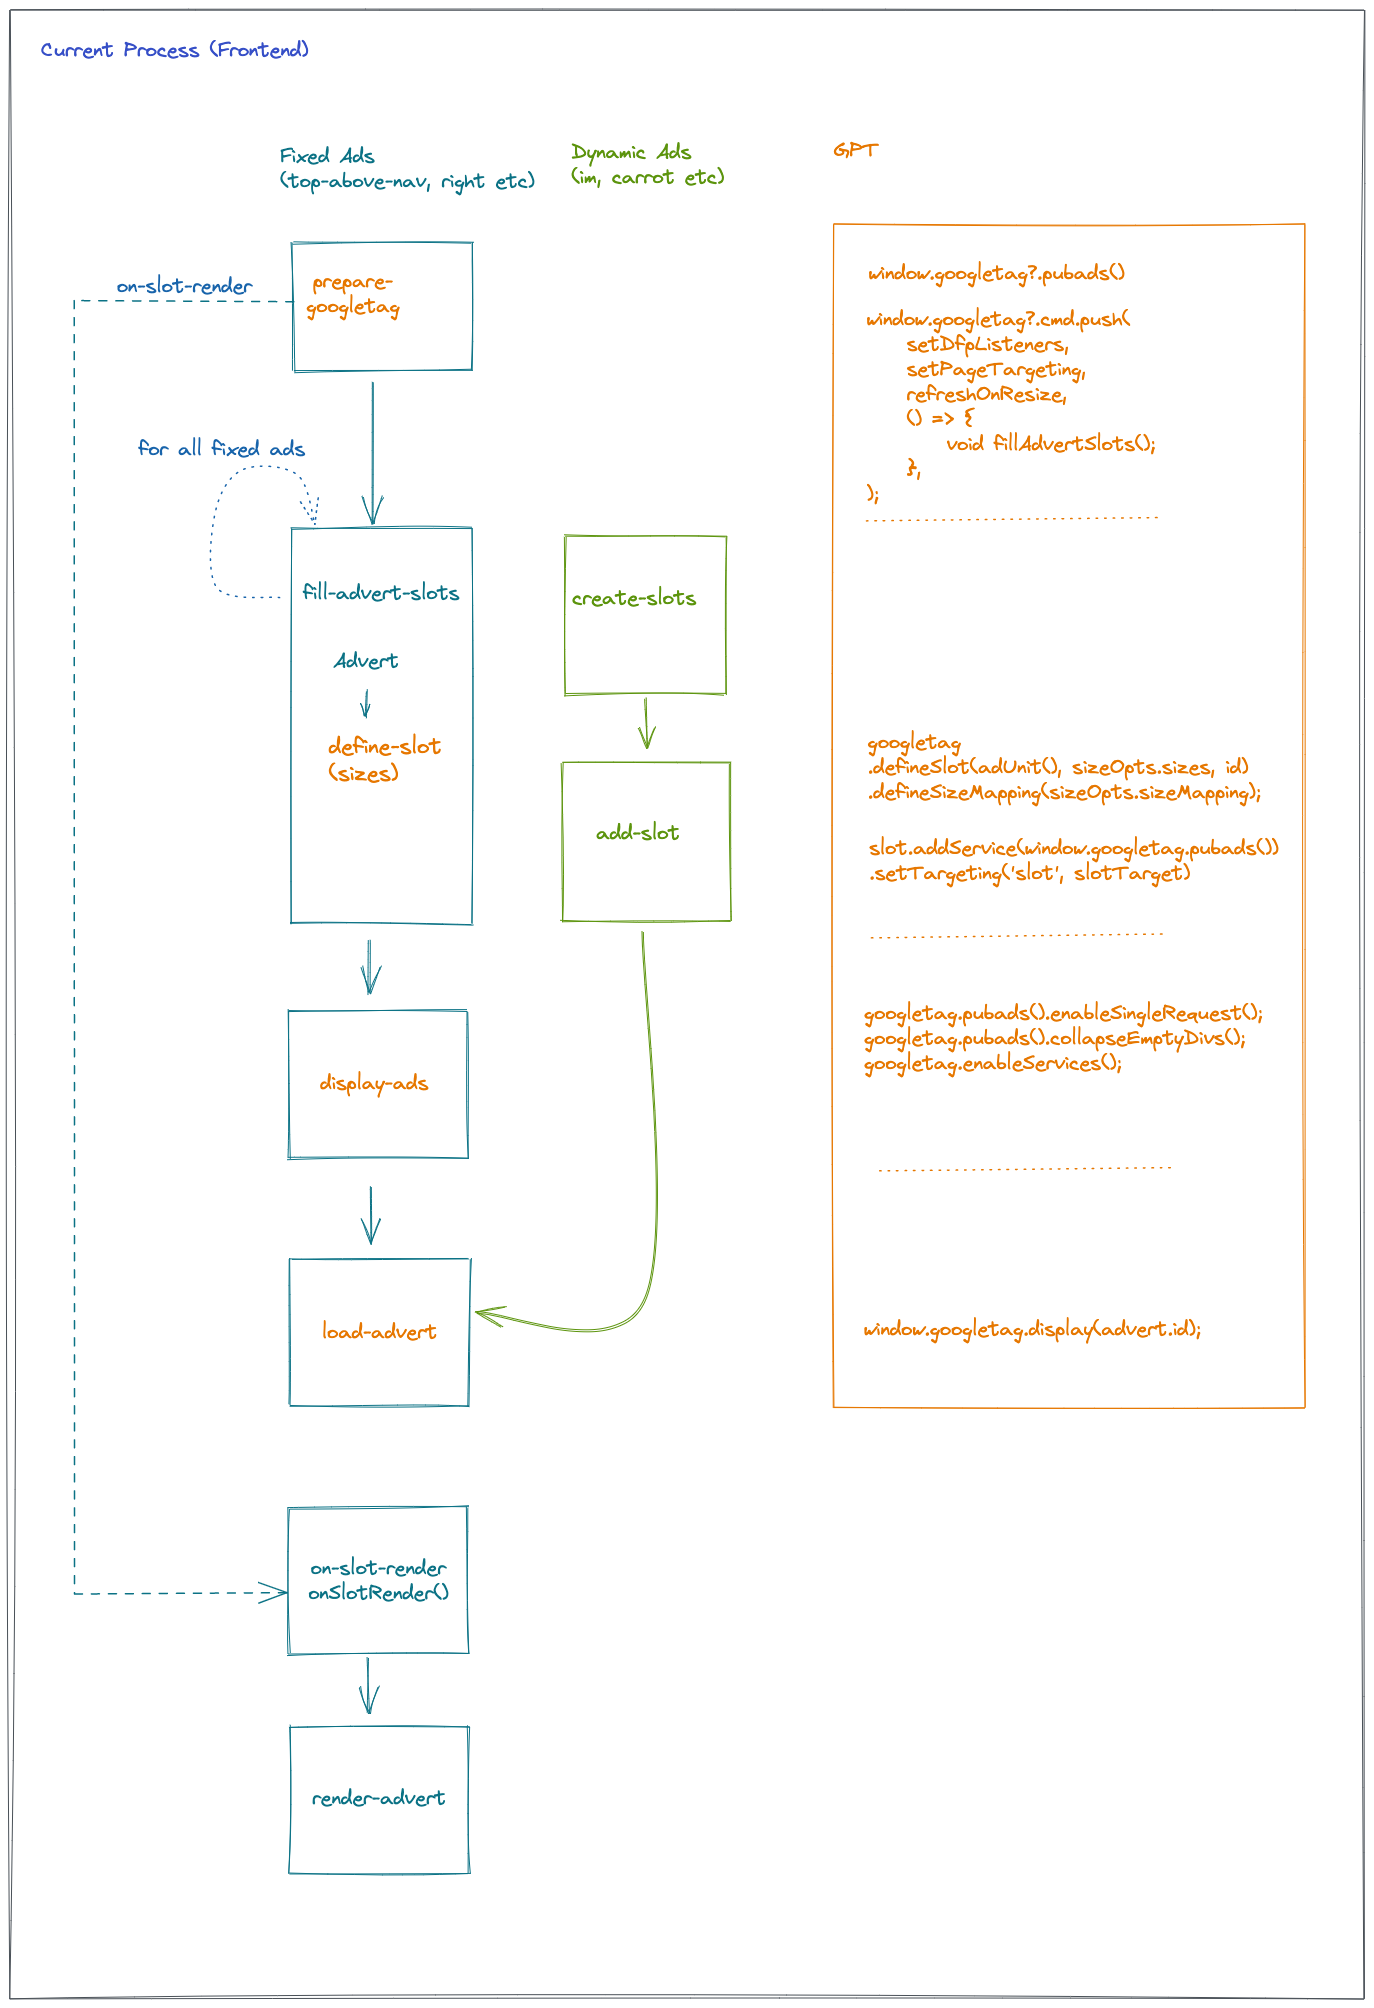 Current Process (Frontend)
Fixed Ads
(top-above-nav, right etc)
Dynamic Ads
(im, carrot etc)
GPT
on-slot-render
prepare-
googletag
for all fixed ads
fill-advert-slots
Advert
define-slot
(sizes)
display-ads
load-advert
on-slot-render
onSlotRender()
render-advert
create-slots
add-slot
window.googletag?.pubads()
window.googletag?.cmd.push(
setDfpListeners,
setPageTargeting,
refreshOnResize,
() => {
void fillAdvertSlots();
},
);
googletag
.defineSlot(adUnit(), sizeOpts.sizes, id)
.defineSizeMapping(sizeOpts.sizeMapping);
slot.addService(window.googletag.pubads())
.setTargeting('slot', slotTarget)
googletag.pubads().enableSingleRequest();
googletag.pubads().collapseEmptyDivs();
googletag.enableServices();
window.googletag.display(advert.id);